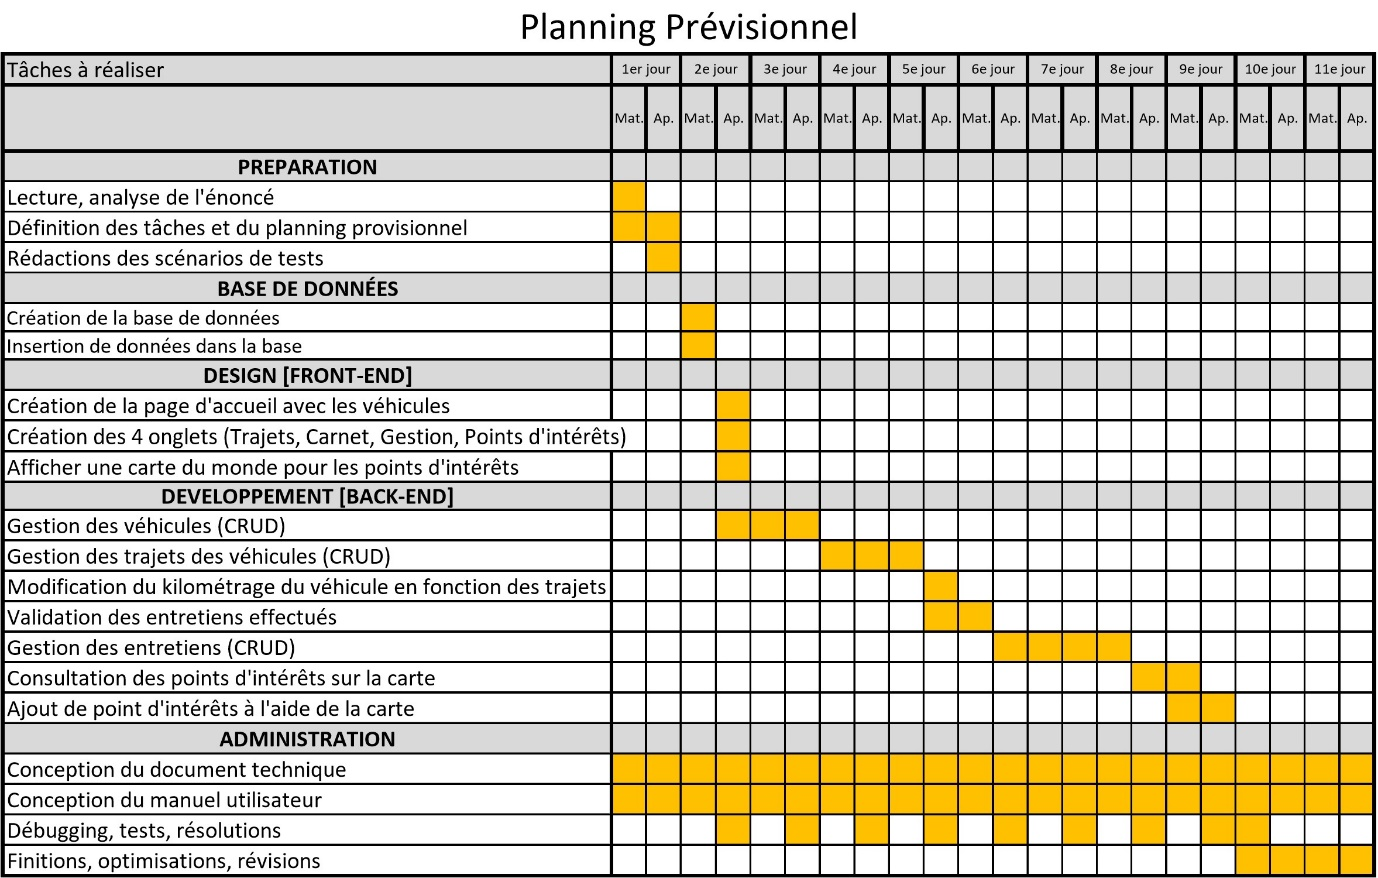 Planning Prévisionnel
Tâches à réaliser 1er jour 2e jour 3e jour 4e jour 5e jour 6e jour 7e jour 8e jour 9e jour 10e jour 11e jour
Mat. Ap. Mat. Ap. Mat. Ap. Mat. Ap. Mat. Ap. Mat. Ap. Mat. Ap. Mat. Ap. Mat. Ap. Mat. Ap. Mat. Ap.
PREPARATION
Lecture, analyse de l'énoncé
Définition des tâches et du planning provisionnel
Rédactions des scénarios de tests
BASE DE DONNÉES
Création de la base de données
Insertion de données dans la base
DESIGN [FRONT-END]
Création de la page d'accueil avec les véhicules
Création des 4 onglets (Trajets, Carnet, Gestion, Points d'intérêts)
Afficher une carte du monde pour les points d'intérêts
DEVELOPPEMENT [BACK-END]
Gestion des véhicules (CRUD)
Gestion des trajets des véhicules (CRUD)
Modification du kilométrage du véhicule en fonction des trajets
Validation des entretiens effectués
Gestion des entretiens (CRUD)
Consultation des points d'intérêts sur la carte
Ajout de point d'intérêts à l'aide de la carte
ADMINISTRATION
Conception du document technique
Conception du manuel utilisateur
Débugging, tests, résolutions
Finitions, optimisations, révisions